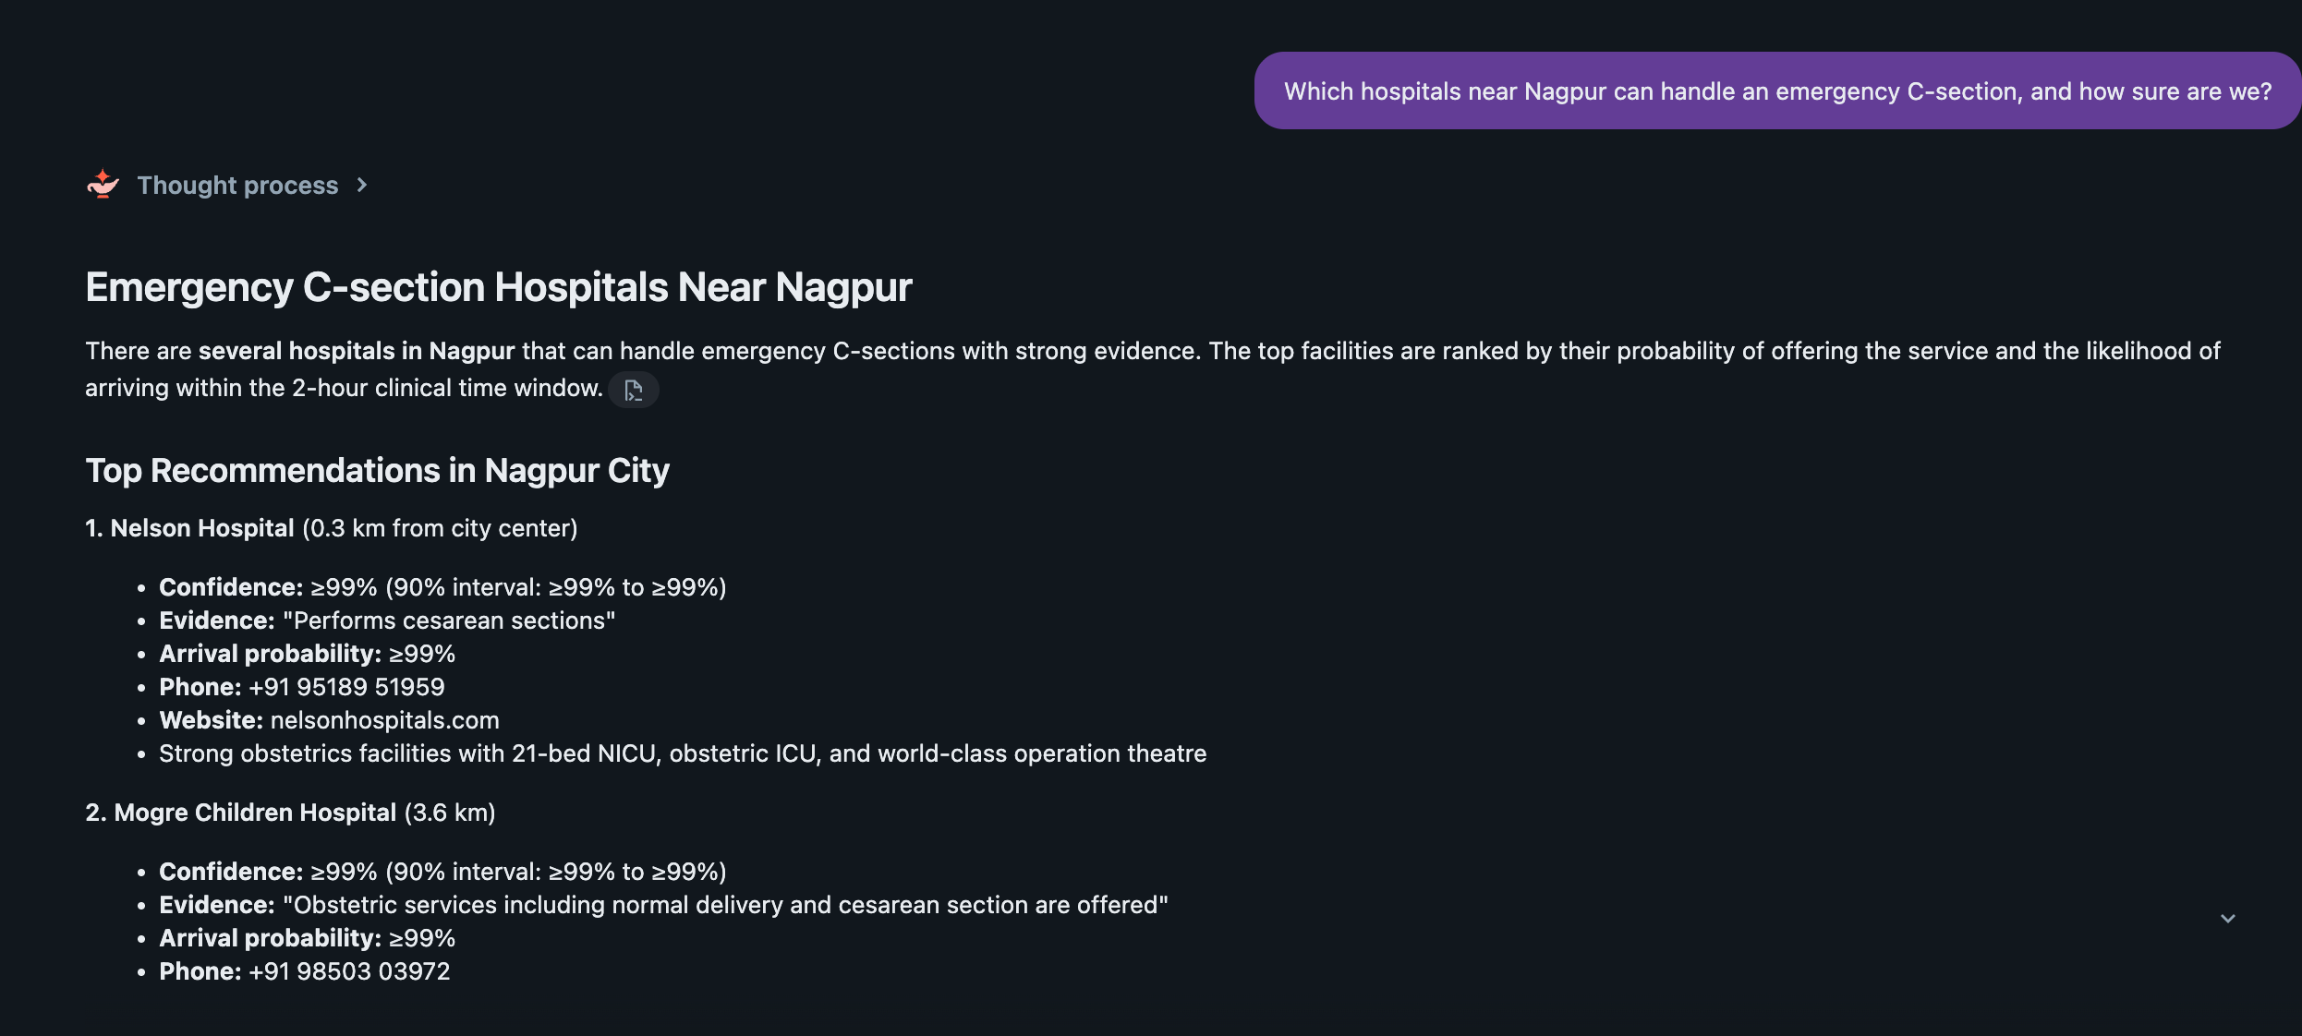 Which hospitals near Nagpur can handle an emergency C-section, and how sure are we?
Thought process
Emergency C-section Hospitals Near Nagpur
There are several hospitals in Nagpur that can handle emergency C-sections with strong evidence. The top facilities are ranked by their probability of offering the service and the likelihood of
arriving within the 2-hour clinical time window.
Top Recommendations in Nagpur City
1. Nelson Hospital (0.3 km from city center)
• Confidence: ≥99% (90% interval: ≥99% to ≥99%)
• Evidence: "Performs cesarean sections"
• Arrival probability: ≥99%
• Phone: +91 95189 51959
• Website: nelsonhospitals.com
• Strong obstetrics facilities with 21-bed NICU, obstetric ICU, and world-class operation theatre
2. Mogre Children Hospital (3.6 km)
• Confidence: ≥99% (90% interval: ≥99% to ≥99%)
• Evidence: "Obstetric services including normal delivery and cesarean section are offered"
• Arrival probability: ≥99%
• Phone: +91 98503 03972